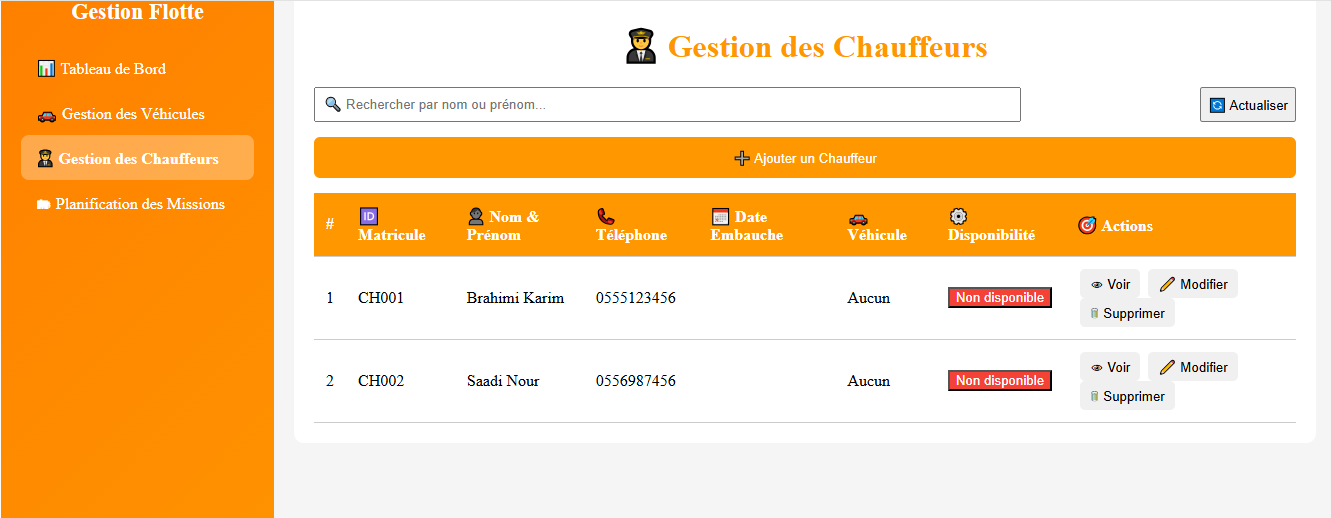 Gestion Flotte
📊 Tableau de Bord
🚗 Gestion des Véhicules
👨‍✈️ Gestion des Chauffeurs
Planification des Missions
👨‍✈️ Gestion des Chauffeurs
🔍 Rechercher par nom ou prénom...
🔄 Actualiser
➕ Ajouter un Chauffeur
#
🆔 Matricule
👤 Nom & Prénom
📞 Téléphone
📅 Date Embauche
🚗 Véhicule
⚙️ Disponibilité
🎯 Actions
1 CH001 Brahimi Karim 0555123456 Aucun Non disponible
👁 Voir ✏️ Modifier
🗑 Supprimer
2 CH002 Saadi Nour 0556987456 Aucun Non disponible
👁 Voir ✏️ Modifier
🗑 Supprimer